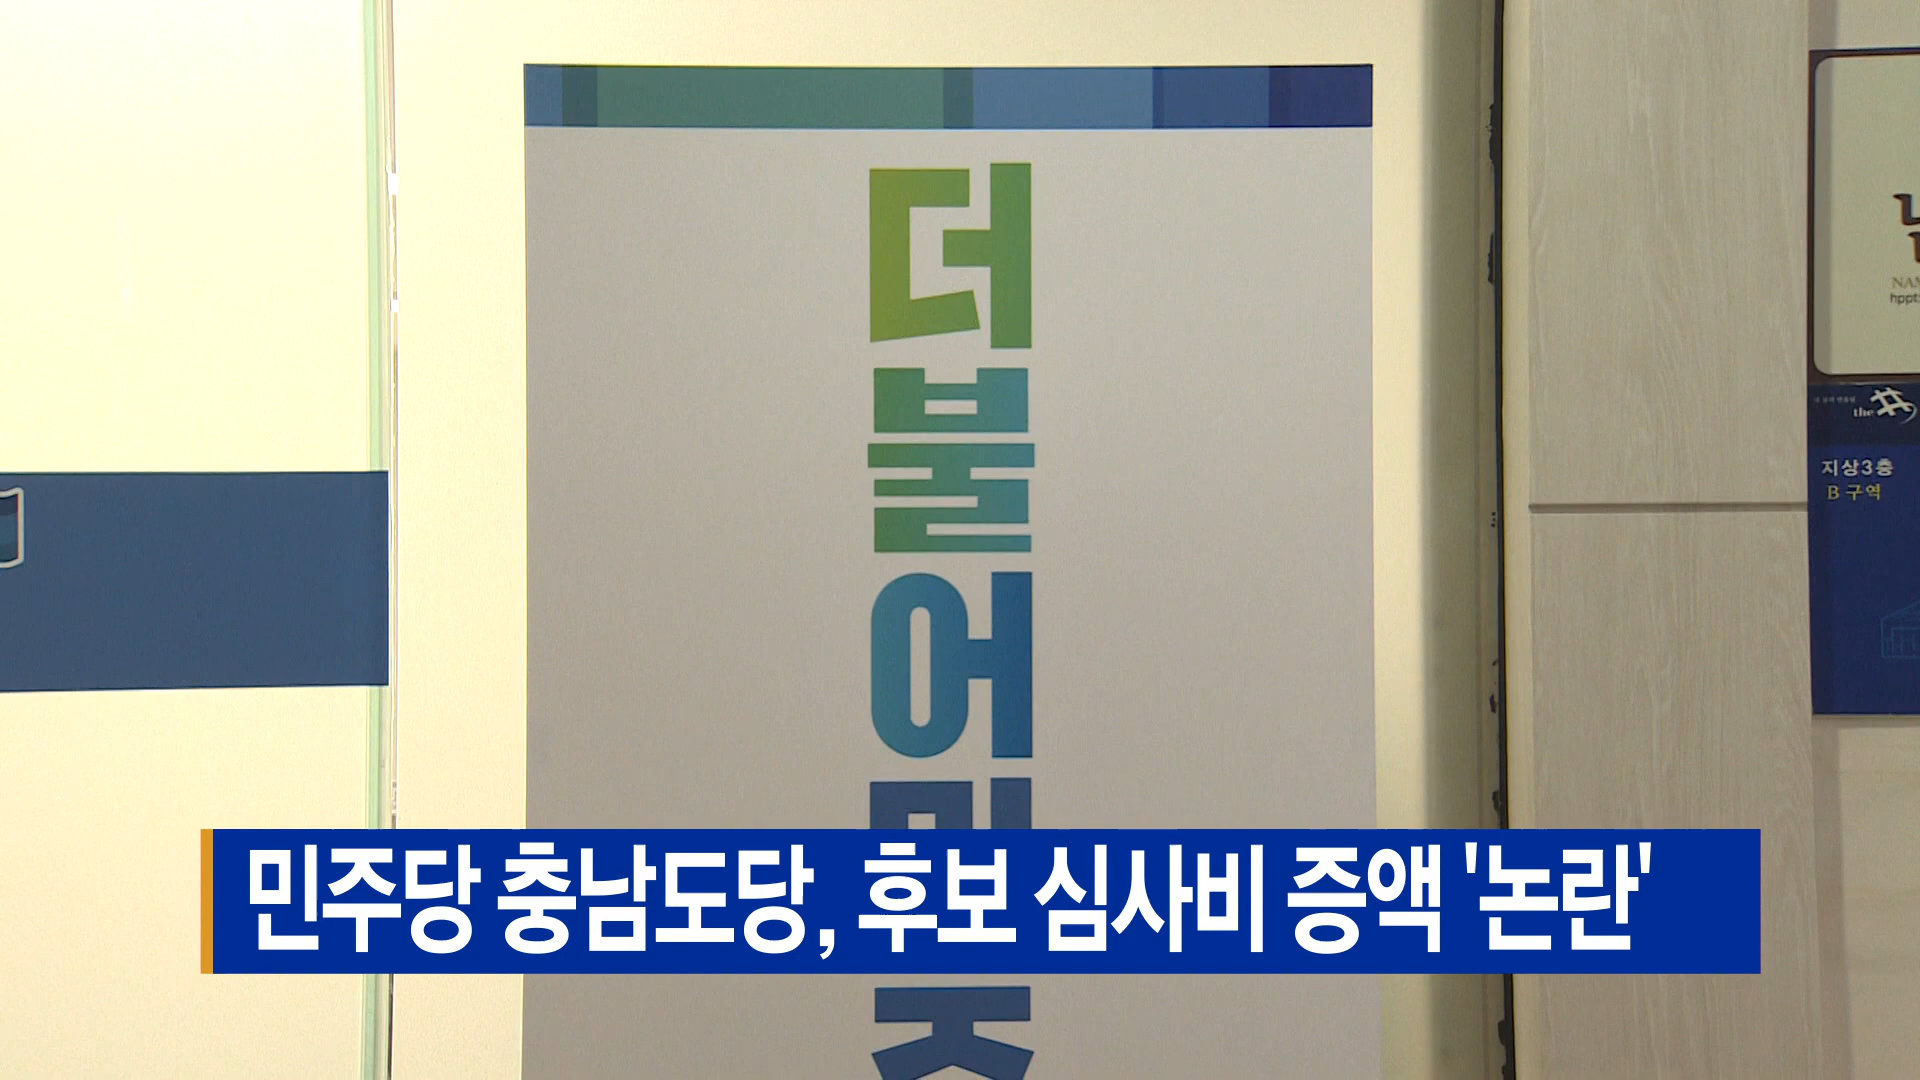 더불어
민주당 충남도당, 후보 심사비 증액 '논란'
the
지상3층
B 구역